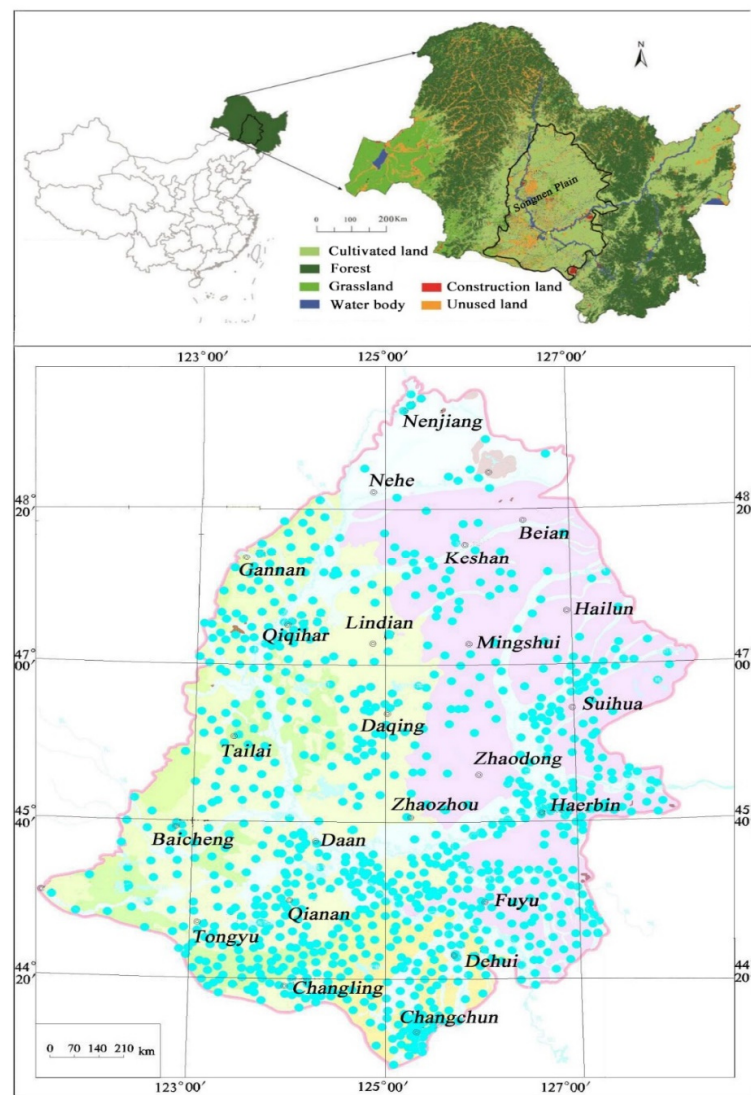 N
Songnen Plain
0 100 200 Km
Cultivated land
Forest
Grassland
Construction land
Water body
Unused land
123°00′
125°00′
127°00′
Nenjiang
Nehe
48°
20
48
20
Beian
Keshan
Gannan
Hailun
Lindian
Qiqihar
Mingshui
47°
00′
47
00′
Suihua
Daqing
Tailai
Zhaodong
Zhaozhou
Haerbin
45°
40
45
40′
Baicheng
Daan
Qianan
Fuyu
Tongyu
Dehui
44°
20
44
20′
Changling
Changchun
0 70 140 210 km
123°00′
125°00′
127°00′